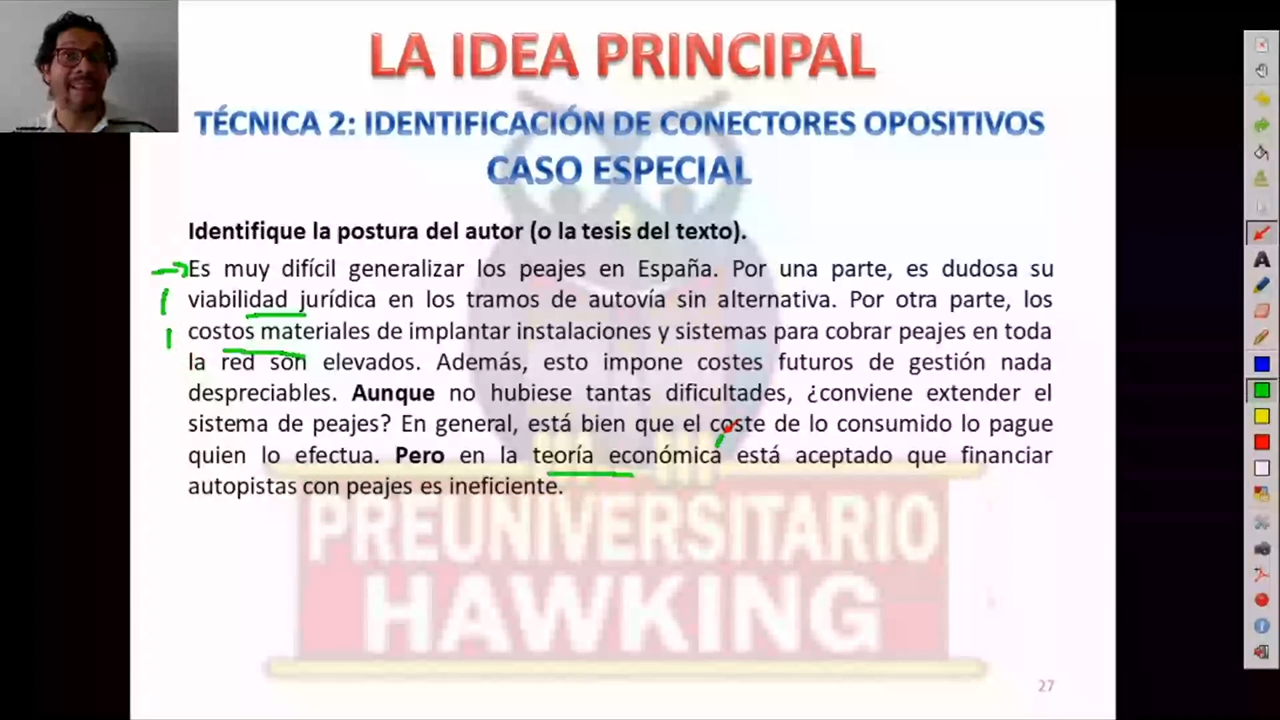 LA IDEA PRINCIPAL
TÉCNICA 2: IDENTIFICACIÓN DE CONECTORES OPOSITIVOS
CASO ESPECIAL
Identifique la postura del autor (o la tesis del texto).
Es muy difícil generalizar los peajes en España. Por una parte, es dudosa su
viabilidad jurídica en los tramos de autovía sin alternativa. Por otra parte, los
costos materiales de implantar instalaciones y sistemas para cobrar peajes en toda
la red son elevados. Además, esto impone costes futuros de gestión nada
despreciables. Aunque no hubiese tantas dificultades, ¿conviene extender el
sistema de peajes? En general, está bien que el coste de lo consumido lo pague
quien lo efectua. Pero en la teoría económica está aceptado que financiar
autopistas con peajes es ineficiente.
PREUNIVERSITARIO
HAWKING
27